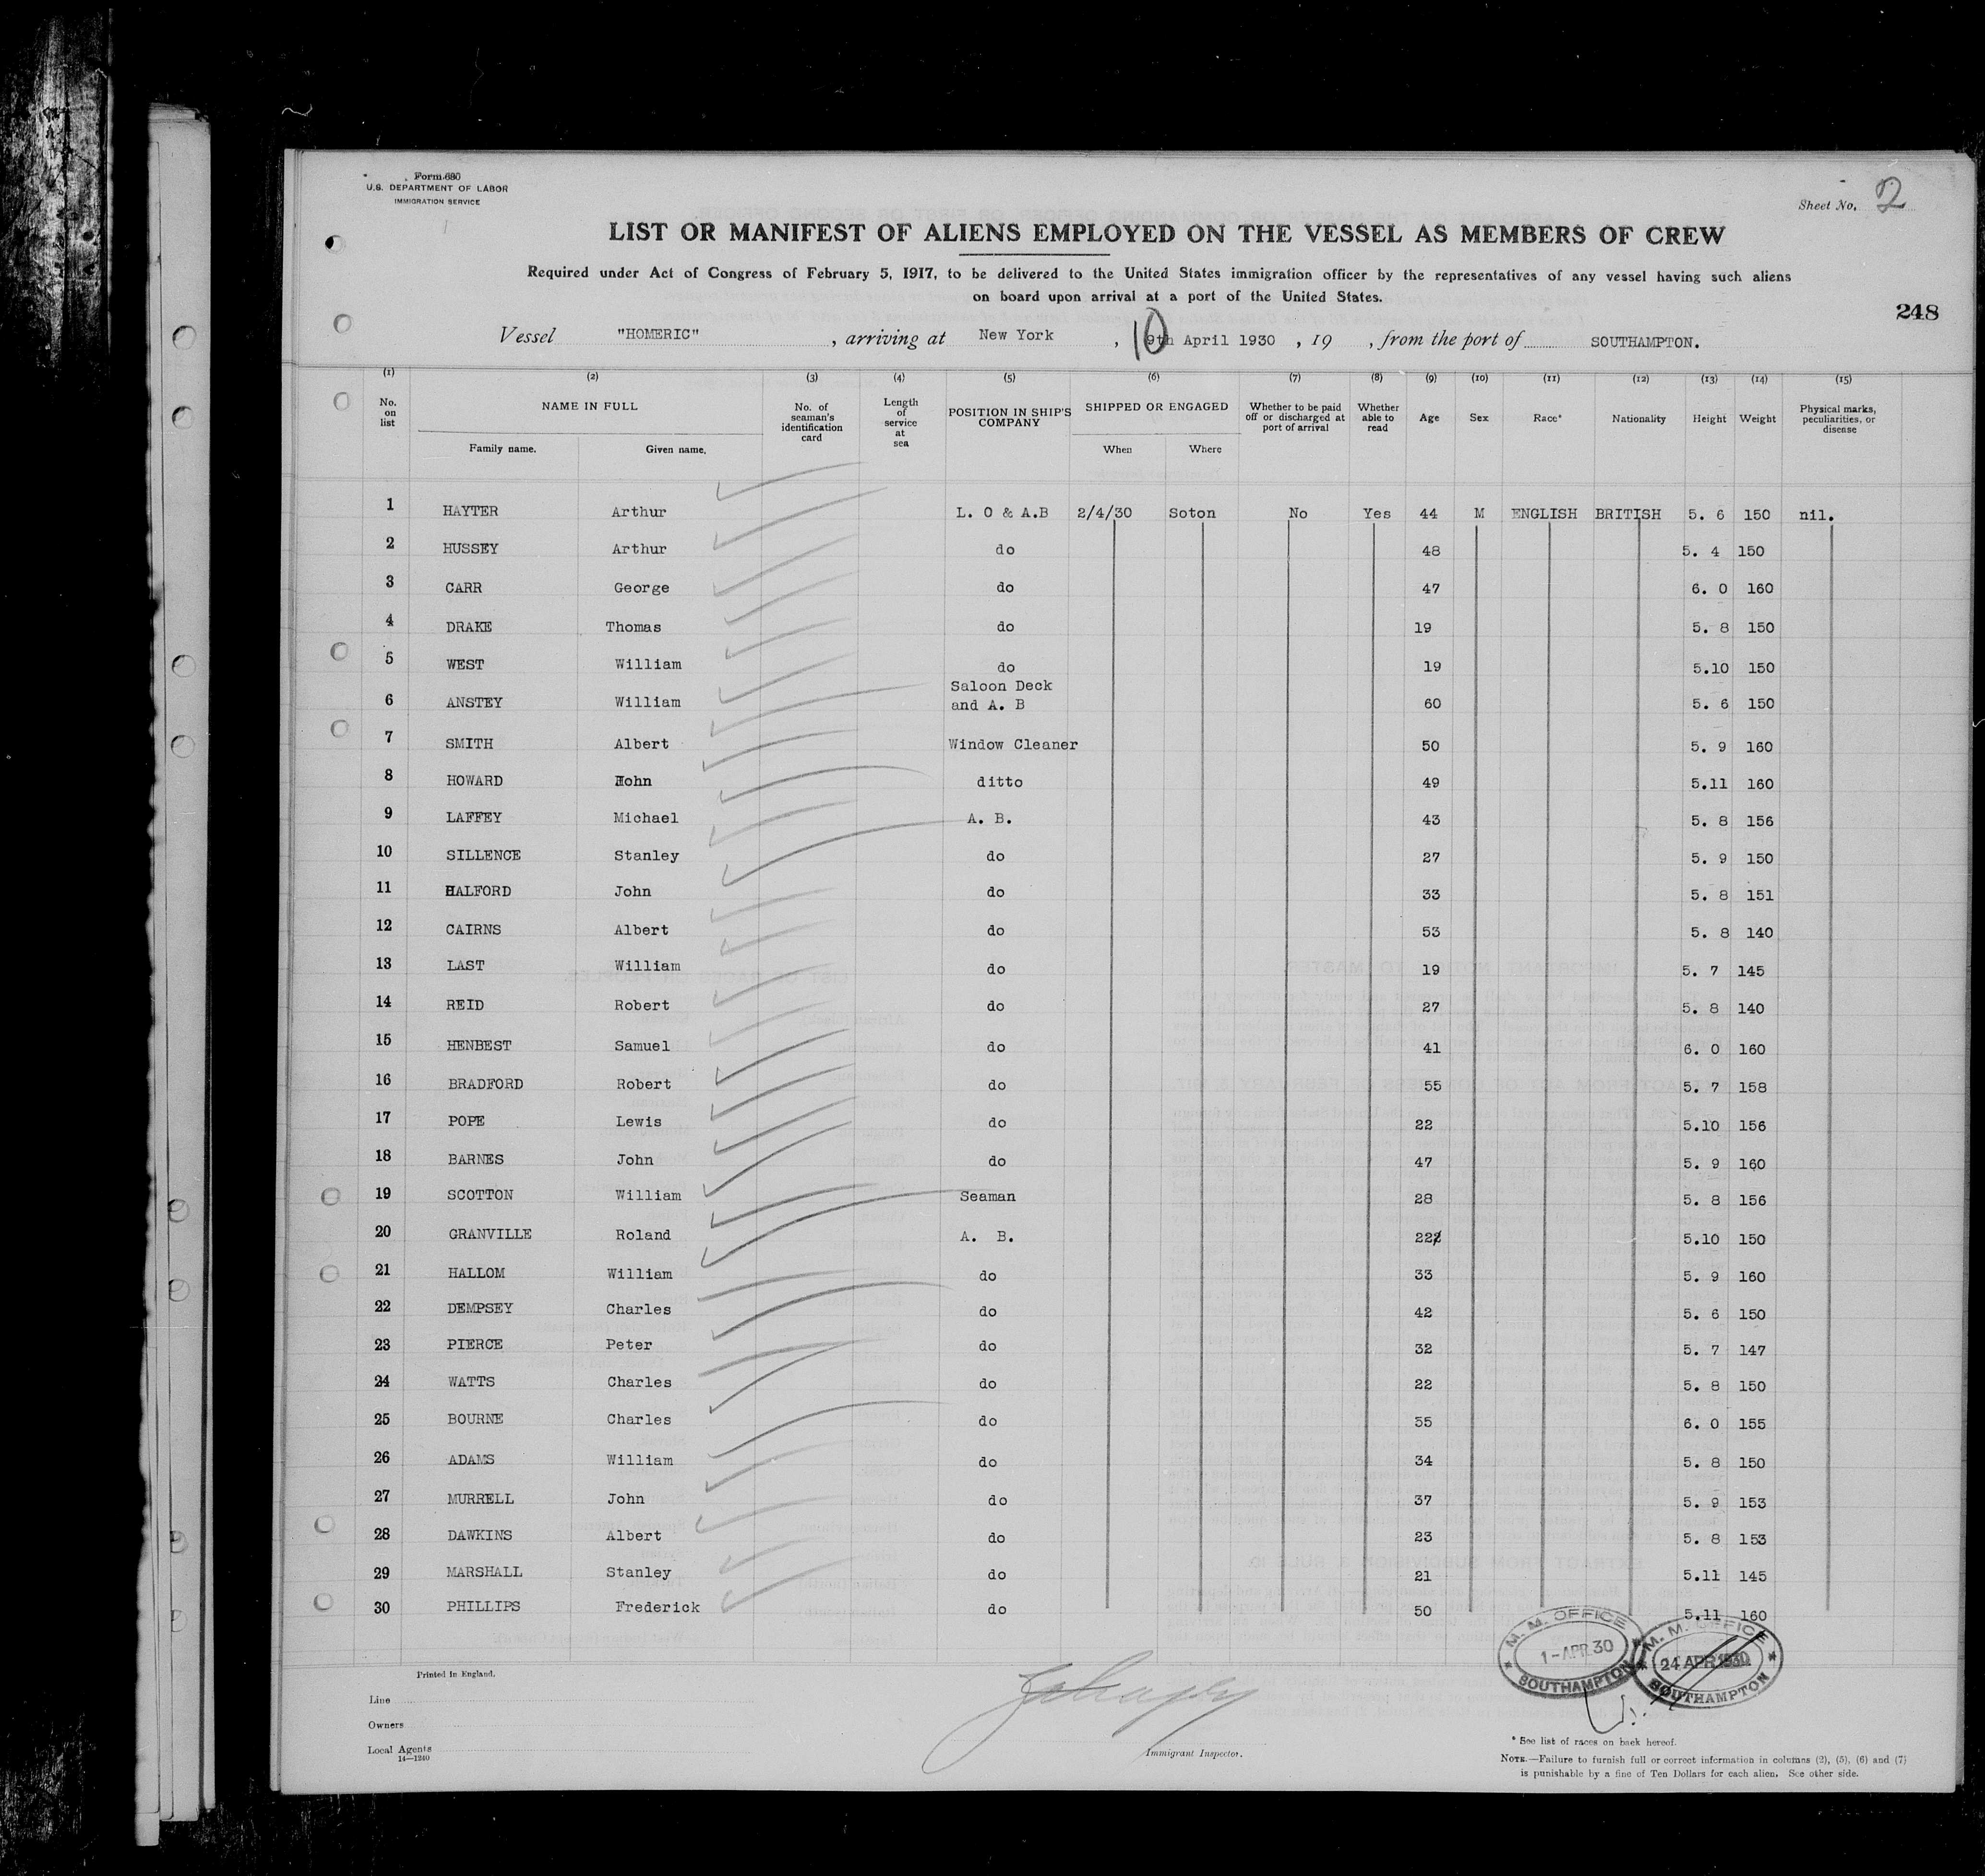 Form 680
U.S. DEPARTMENT OF LABOR
IMMIGRATION SERVICE
Sheet No. 2
LIST OR MANIFEST OF ALIENS EMPLOYED ON THE VESSEL AS MEMBERS OF CREW
Required under Act of Congress of February 5, 1917, to be delivered to the United States immigration officer by the representatives of any vessel having such aliens
on board upon arrival at a port of the United States.
248
Vessel "HOMERIC" , arriving at New York , 10 9th April 1930 , 19 , from the port of SOUTHAMPTON.
(1) (2) (3) (4) (5) (6) (7) (8) (9) (10) (11) (12) (13) (14) (15)
No. on list NAME IN FULL No. of seaman's identification card Length of service at sea POSITION IN SHIP'S COMPANY SHIPPED OR ENGAGED Whether to be paid off or discharged at port of arrival Whether able to read Age Sex Race* Nationality Height Weight Physical marks, peculiarities, or disease
Family name. Given name. When Where
1 HAYTER Arthur L. O & A.B 2/4/30 Soton No Yes 44 M ENGLISH BRITISH 5. 6 150 nil.
2 HUSSEY Arthur do 48 5. 4 150
3 CARR George do 47 6. 0 160
4 DRAKE Thomas do 19 5. 8 150
5 WEST William do 19 5.10 150
6 ANSTEY William Saloon Deck and A. B 60 5. 6 150
7 SMITH Albert Window Cleaner 50 5. 9 160
8 HOWARD John ditto 49 5.11 160
9 LAFFEY Michael A. B. 43 5. 8 156
10 SILLENCE Stanley do 27 5. 9 150
11 HALFORD John do 33 5. 8 151
12 CAIRNS Albert do 53 5. 8 140
13 LAST William do 19 5. 7 145
14 REID Robert do 27 5. 8 140
15 HENBEST Samuel do 41 6. 0 160
16 BRADFORD Robert do 55 5. 7 158
17 POPE Lewis do 22 5.10 156
18 BARNES John do 47 5. 9 160
19 SCOTTON William Seaman 28 5. 8 156
20 GRANVILLE Roland A. B. 22 5.10 150
21 HALLOM William do 33 5. 9 160
22 DEMPSEY Charles do 42 5. 6 150
23 PIERCE Peter do 32 5. 7 147
24 WATTS Charles do 22 5. 8 150
25 BOURNE Charles do 55 6. 0 155
26 ADAMS William do 34 5. 8 150
27 MURRELL John do 37 5. 9 153
28 DAWKINS Albert do 23 5. 8 153
29 MARSHALL Stanley do 21 5.11 145
30 PHILLIPS Frederick do 50 5.11 160
M. M. OFFICE
1-APR 30
SOUTHAMPTON
M. M. OFFICE
24 APR 1930
SOUTHAMPTON
Printed in England.
Line
Owners
Local Agents
14—1240
Immigrant Inspector.
* See list of races on back hereof.
NOTE.—Failure to furnish full or correct information in columns (2), (5), (6) and (7)
is punishable by a fine of Ten Dollars for each alien. See other side.